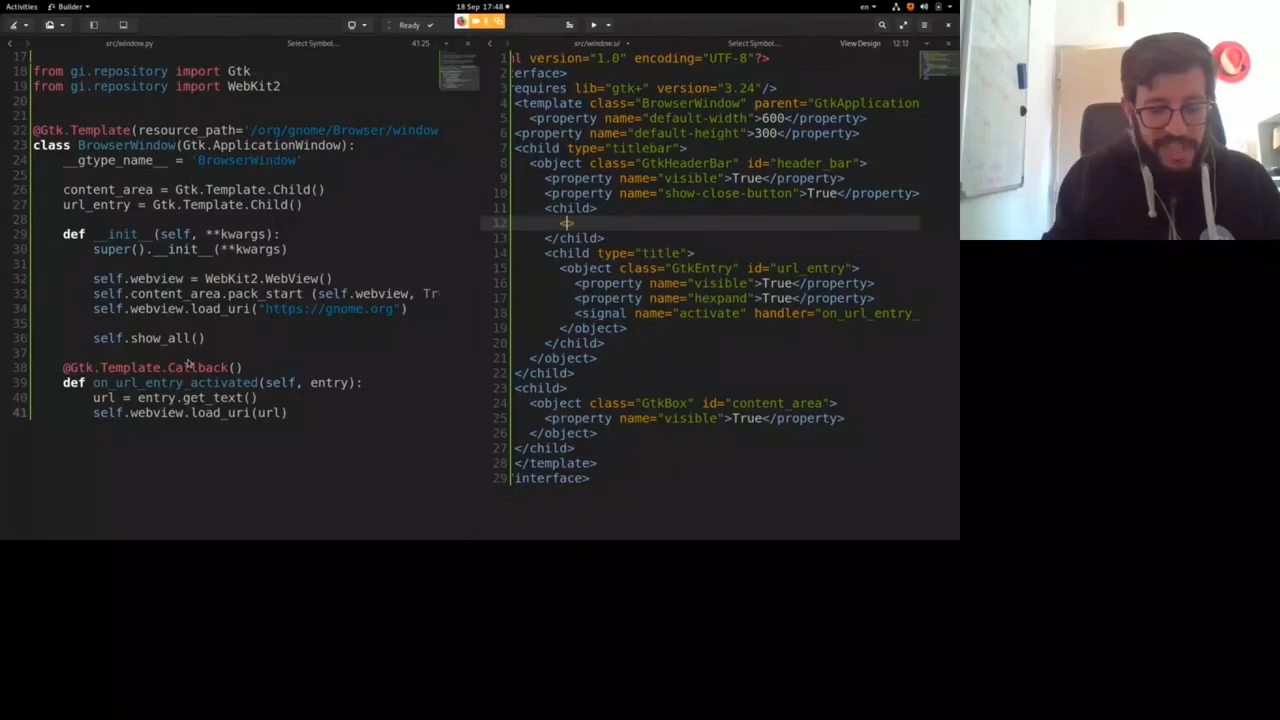 Activities Builder 18 Sep 17:48 en
Ready
src/window.py Select Symbol... 41:25 src/window.ui Select Symbol... View Design 12:12
17
18 from gi.repository import Gtk
19 from gi.repository import WebKit2
20
21
22 @Gtk.Template(resource_path='/org/gnome/Browser/window
23 class BrowserWindow(Gtk.ApplicationWindow):
24 __gtype_name__ = 'BrowserWindow'
25
26 content_area = Gtk.Template.Child()
27 url_entry = Gtk.Template.Child()
28
29 def __init__(self, **kwargs):
30 super().__init__(**kwargs)
31
32 self.webview = WebKit2.WebView()
33 self.content_area.pack_start (self.webview, Tr
34 self.webview.load_uri("https://gnome.org")
35
36 self.show_all()
37
38 @Gtk.Template.Callback()
39 def on_url_entry_activated(self, entry):
40 url = entry.get_text()
41 self.webview.load_uri(url)
1 ml version="1.0" encoding="UTF-8"?>
2 terface>
3 requires lib="gtk+" version="3.24"/>
4 <template class="BrowserWindow" parent="GtkApplication
5 <property name="default-width">600</property>
6 <property name="default-height">300</property>
7 <child type="titlebar">
8 <object class="GtkHeaderBar" id="header_bar">
9 <property name="visible">True</property>
10 <property name="show-close-button">True</property>
11 <child>
12 <>
13 </child>
14 <child type="title">
15 <object class="GtkEntry" id="url_entry">
16 <property name="visible">True</property>
17 <property name="hexpand">True</property>
18 <signal name="activate" handler="on_url_entry_
19 </object>
20 </child>
21 </object>
22 </child>
23 <child>
24 <object class="GtkBox" id="content_area">
25 <property name="visible">True</property>
26 </object>
27 </child>
28 </template>
29 interface>